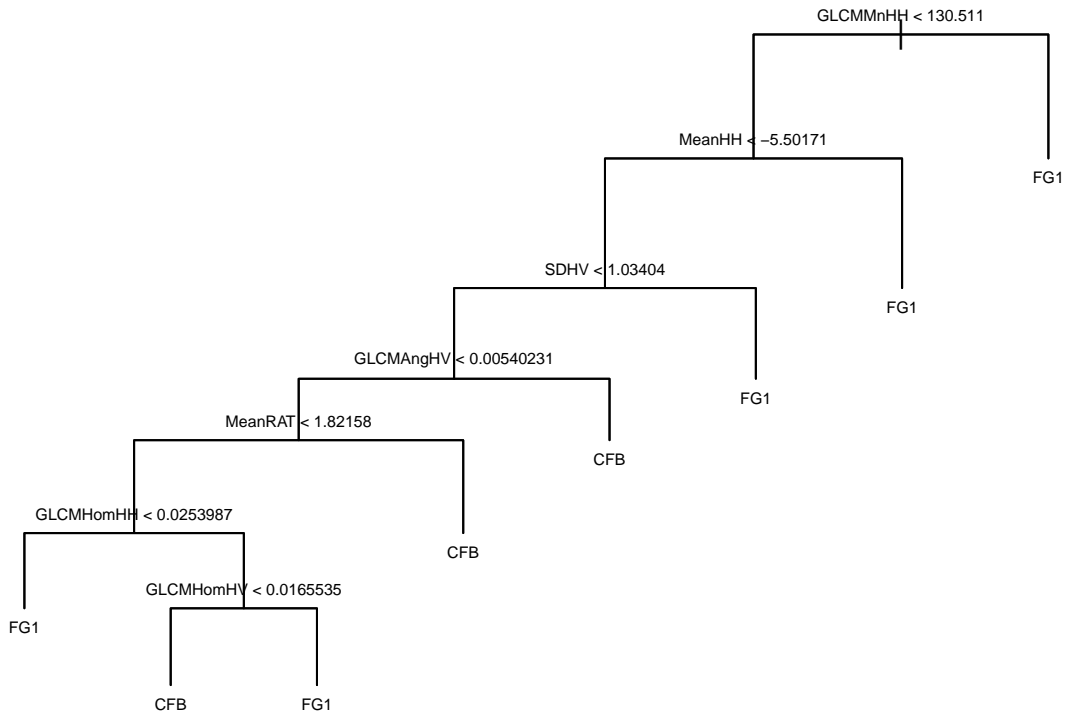 GLCMMnHH < 130.511
MeanHH < −5.50171
FG1
SDHV < 1.03404
FG1
GLCMAngHV < 0.00540231
FG1
MeanRAT < 1.82158
CFB
GLCMHomHH < 0.0253987
CFB
GLCMHomHV < 0.0165535
FG1
CFB
FG1